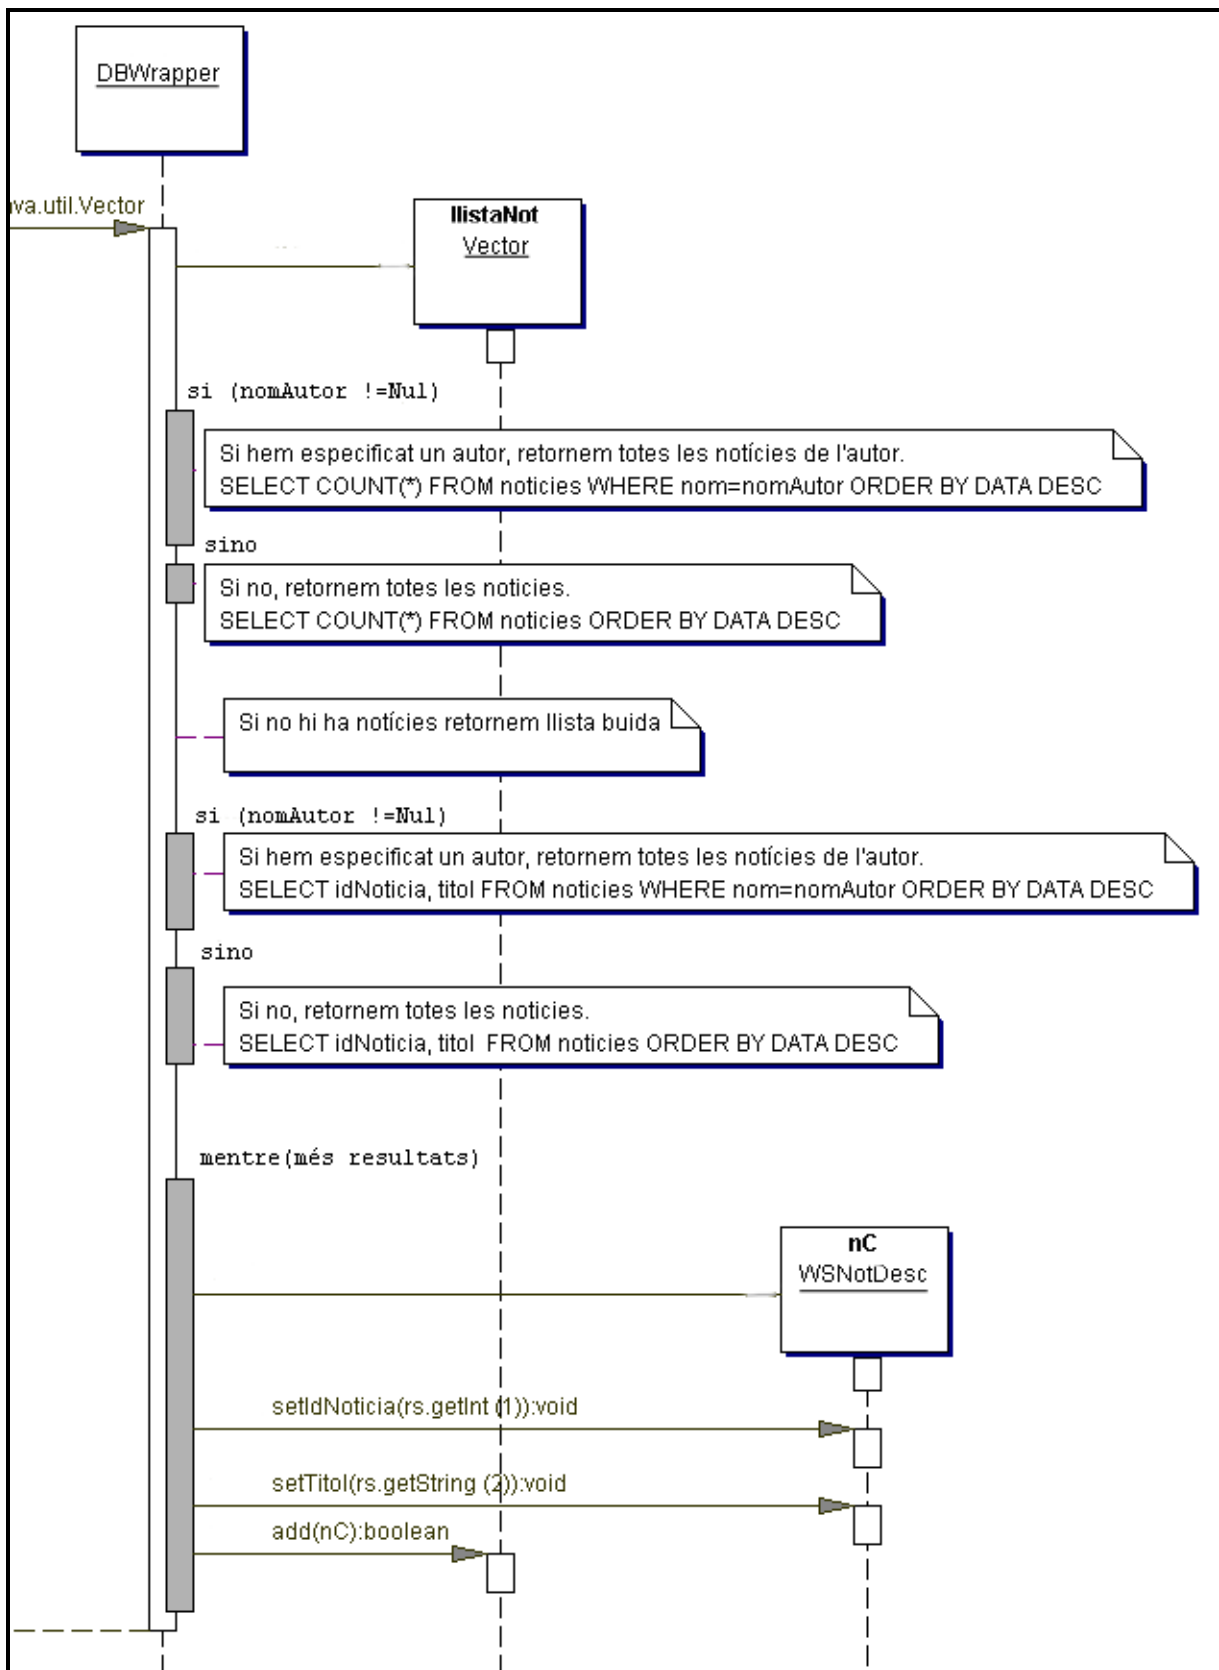 DBWrapper
ava.util.Vector
llistaNot
Vector
si (nomAutor !=Nul)
Si hem especificat un autor, retornem totes les notícies de l'autor.
SELECT COUNT(*) FROM noticies WHERE nom=nomAutor ORDER BY DATA DESC
sino
Si no, retornem totes les noticies.
SELECT COUNT(*) FROM noticies ORDER BY DATA DESC
Si no hi ha notícies retornem llista buida
si (nomAutor !=Nul)
Si hem especificat un autor, retornem totes les notícies de l'autor.
SELECT idNoticia, titol FROM noticies WHERE nom=nomAutor ORDER BY DATA DESC
sino
Si no, retornem totes les noticies.
SELECT idNoticia, titol  FROM noticies ORDER BY DATA DESC
mentre(més resultats)
nC
WSNotDesc
setIdNoticia(rs.getInt (1)):void
setTitol(rs.getString (2)):void
add(nC):boolean